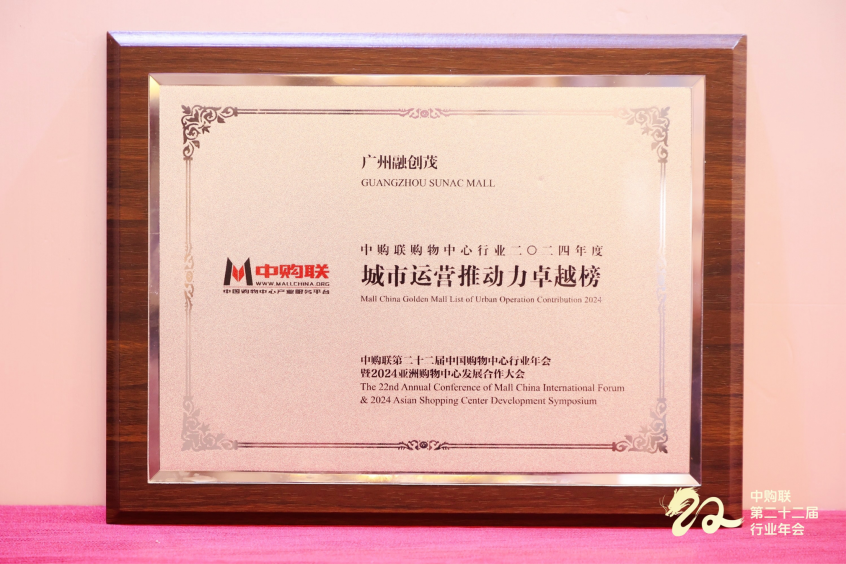 广州融创茂
GUANGZHOU SUNAC MALL
中购联购物中心行业二〇二四年度
城市运营推动力卓越榜
Mall China Golden Mall List of Urban Operation Contribution 2024
中购联
WWW.MALLCHINA.ORG
中国购物中心产业服务平台
中购联第二十二届中国购物中心行业年会
暨2024亚洲购物中心发展合作大会
The 22nd Annual Conference of Mall China International Forum
& 2024 Asian Shopping Center Development Symposium
中购联
第二十二届
行业年会